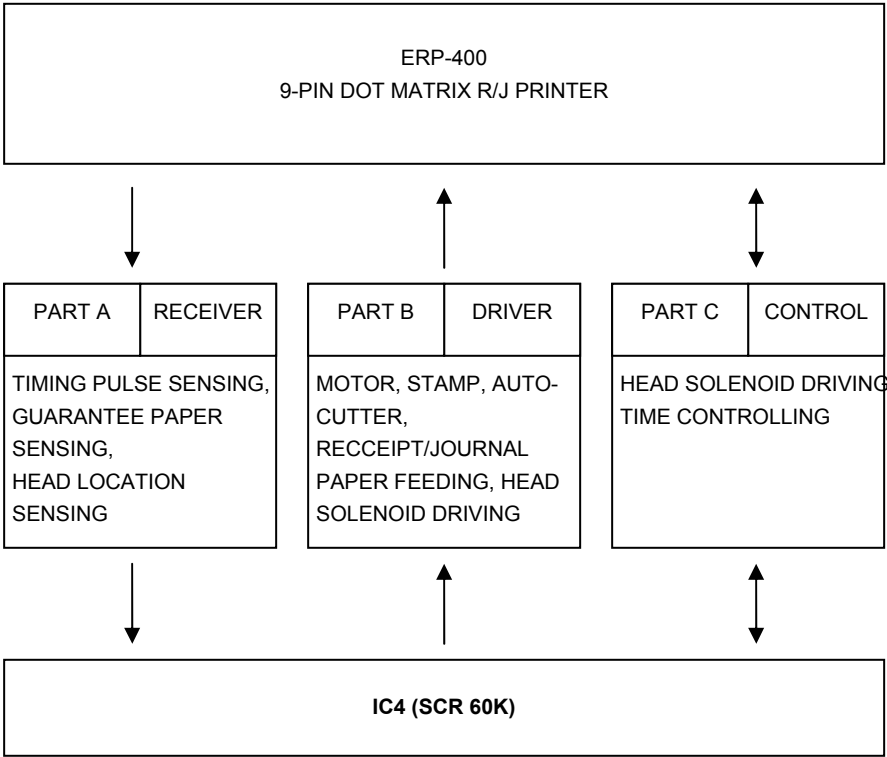 ERP-400
9-PIN DOT MATRIX R/J PRINTER
PART A
RECEIVER
TIMING PULSE SENSING,
GUARANTEE PAPER
SENSING,
HEAD LOCATION
SENSING
PART B
DRIVER
MOTOR, STAMP, AUTO-
CUTTER,
RECCEIPT/JOURNAL
PAPER FEEDING, HEAD
SOLENOID DRIVING
PART C
CONTROL
HEAD SOLENOID DRIVING
TIME CONTROLLING
IC4 (SCR 60K)